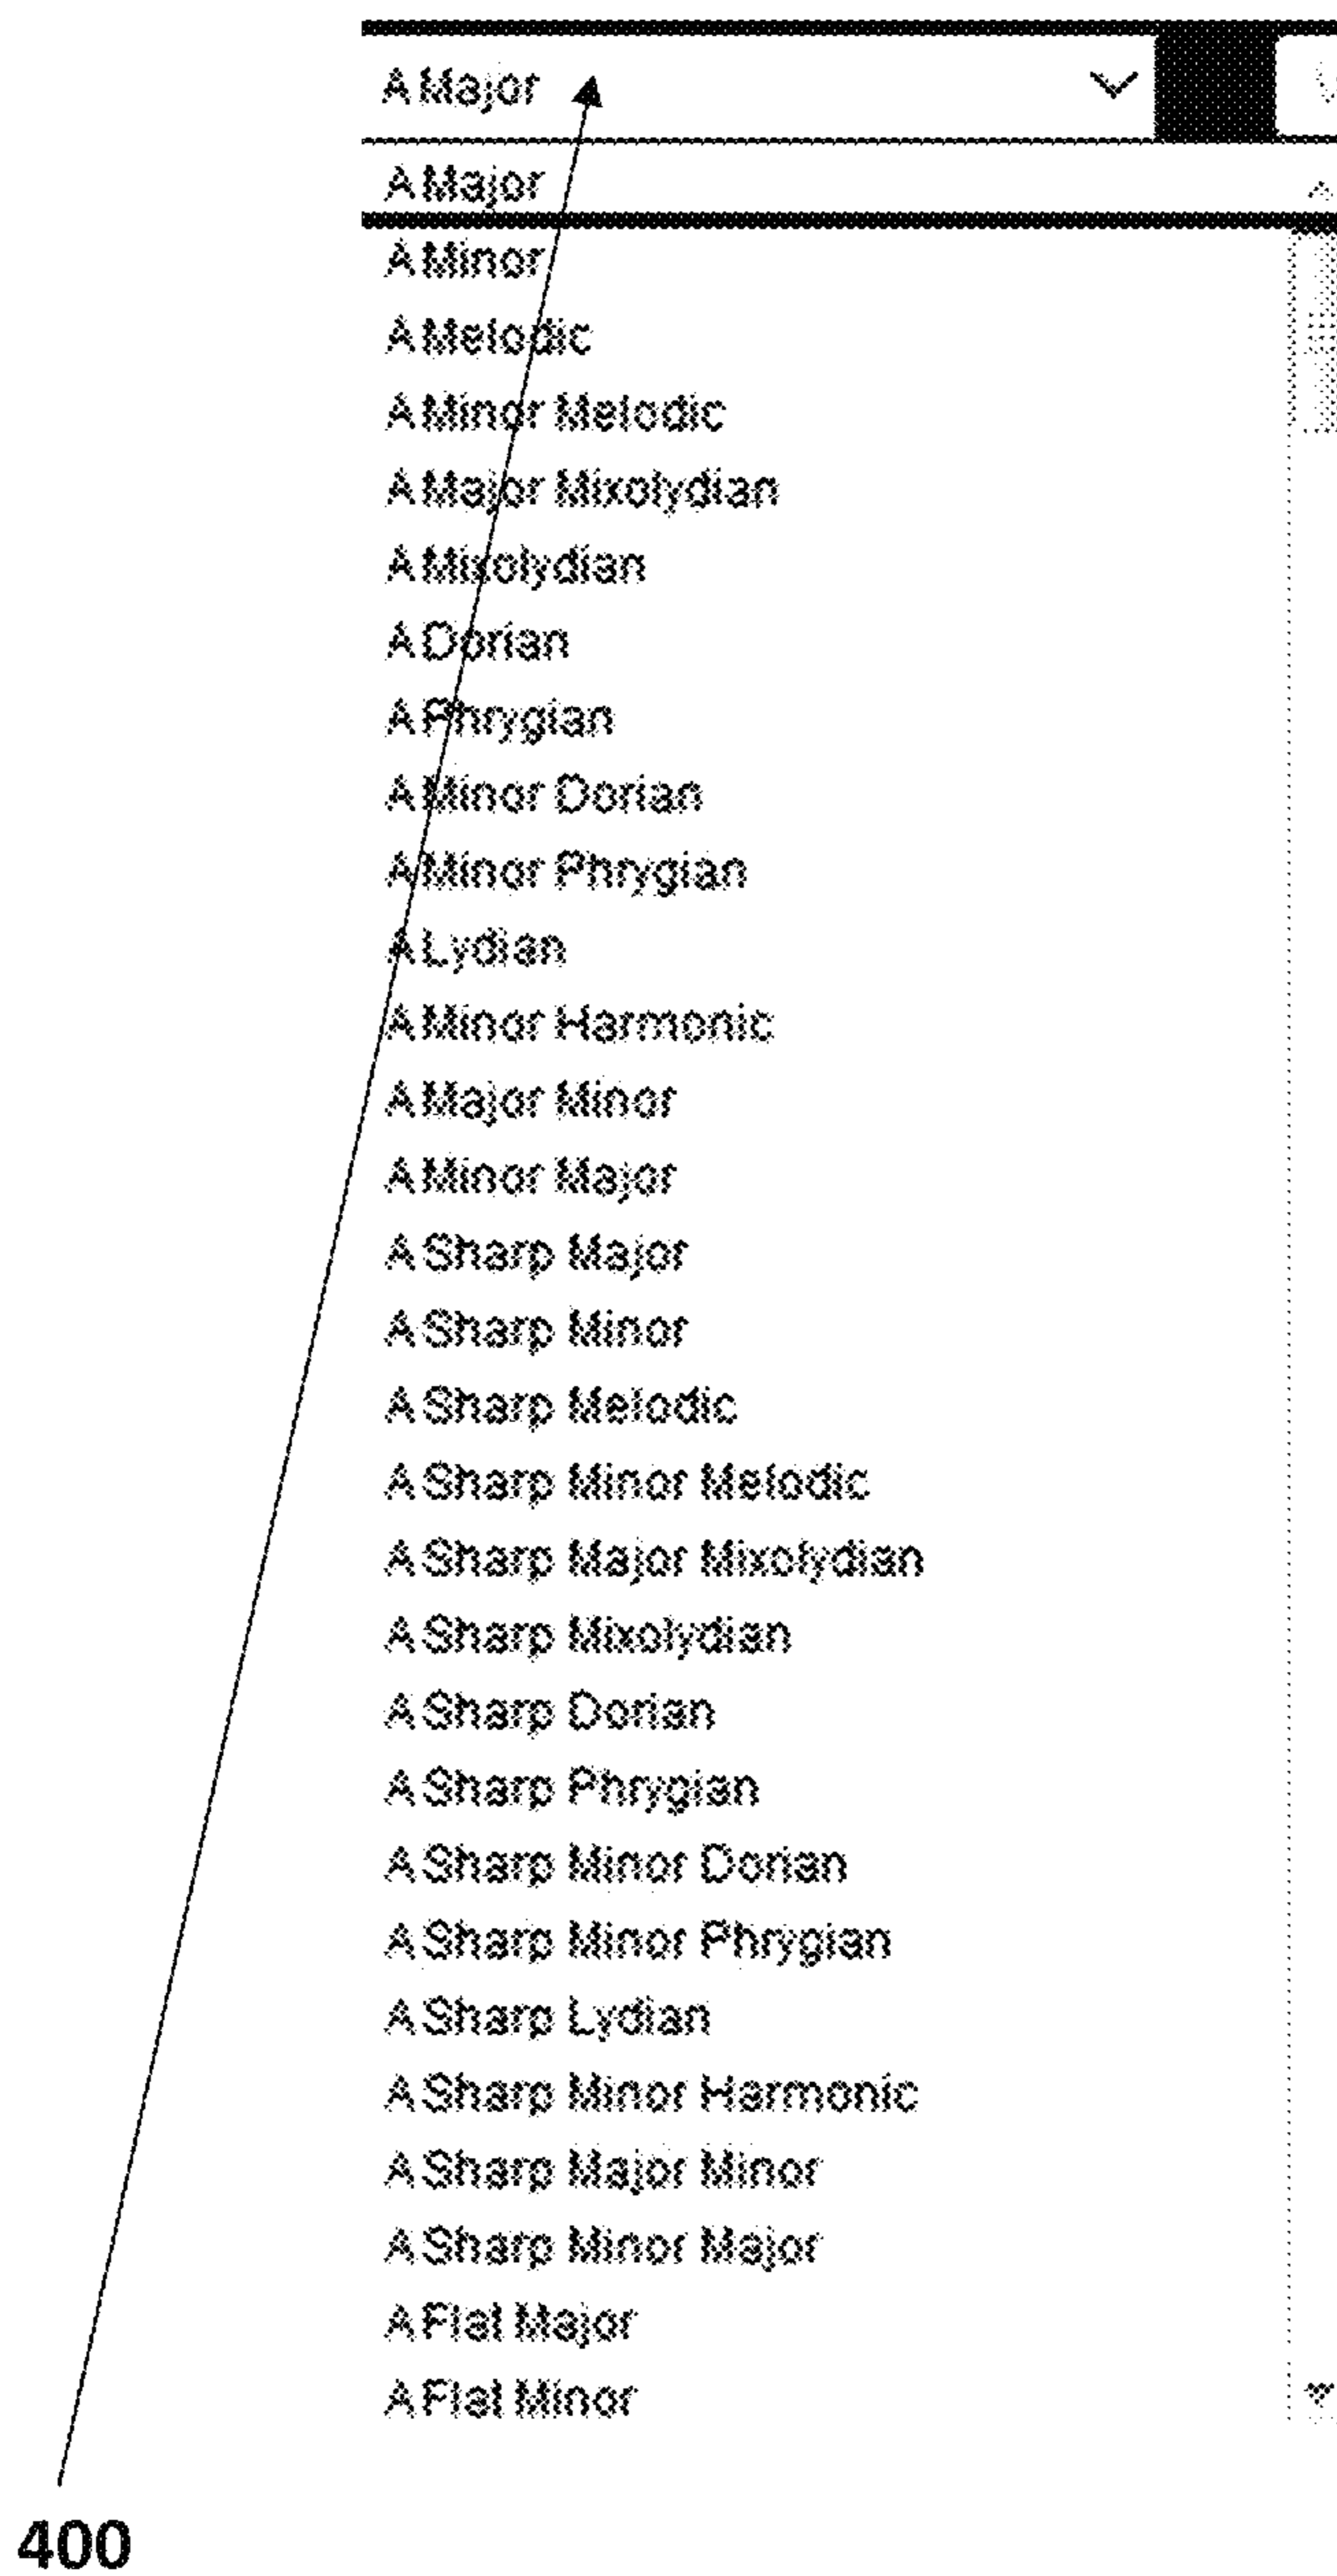 A Major
A Major
A Minor
A Melodic
A Minor Melodic
A Major Mixolydian
A Mixolydian
A Dorian
A Phrygian
A Minor Dorian
A Minor Phrygian
A Lydian
A Minor Harmonic
A Major Minor
A Minor Major
A Sharp Major
A Sharp Minor
A Sharp Melodic
A Sharp Minor Melodic
A Sharp Major Mixolydian
A Sharp Mixolydian
A Sharp Dorian
A Sharp Phrygian
A Sharp Minor Dorian
A Sharp Minor Phrygian
A Sharp Lydian
A Sharp Minor Harmonic
A Sharp Major Minor
A Sharp Minor Major
A Flat Major
A Flat Minor
400